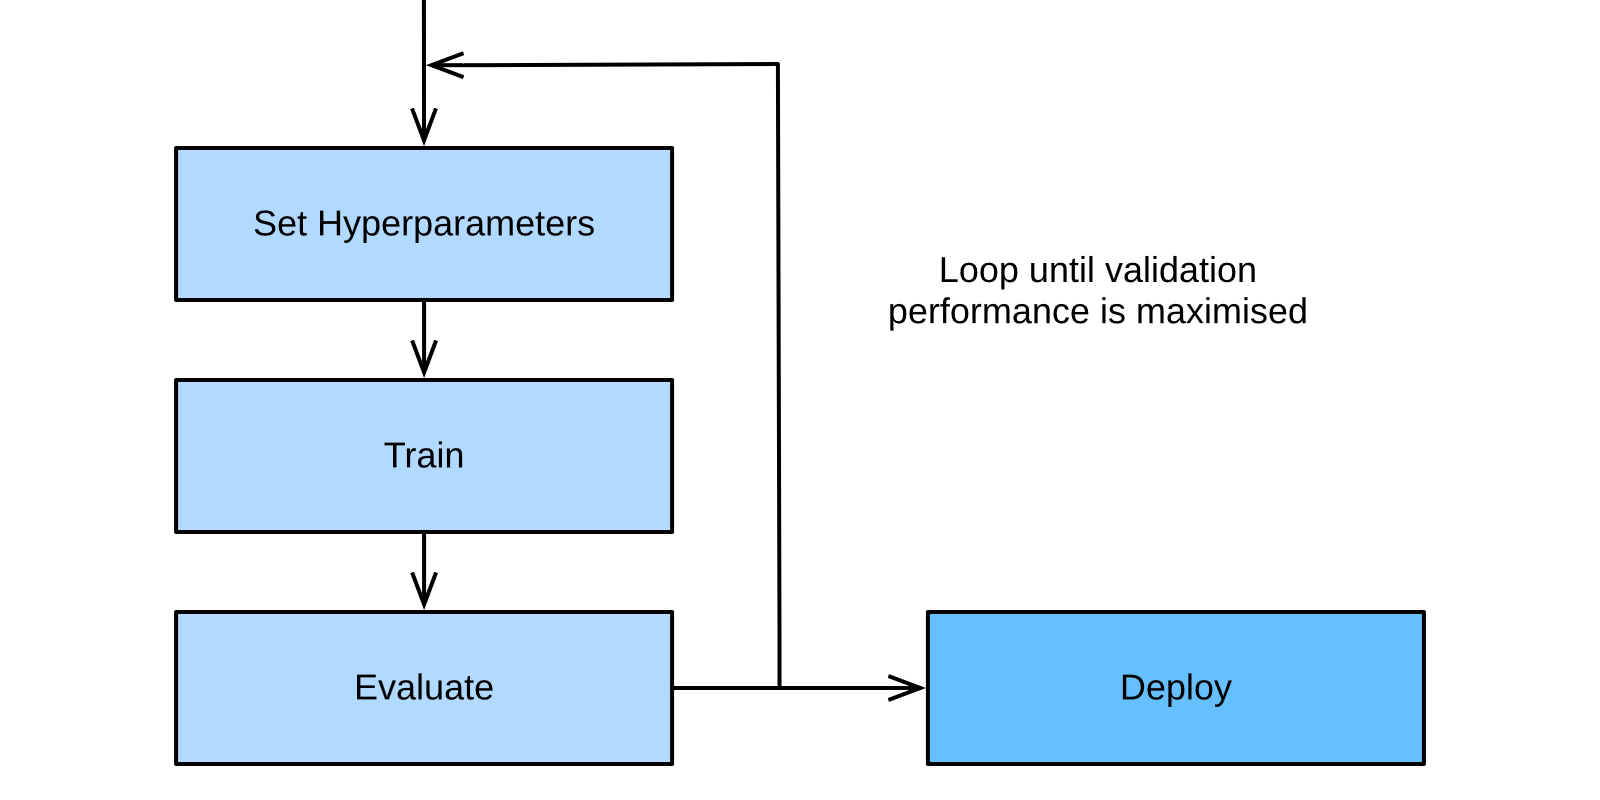 Set Hyperparameters
Loop until validation
performance is maximised
Train
Evaluate
Deploy